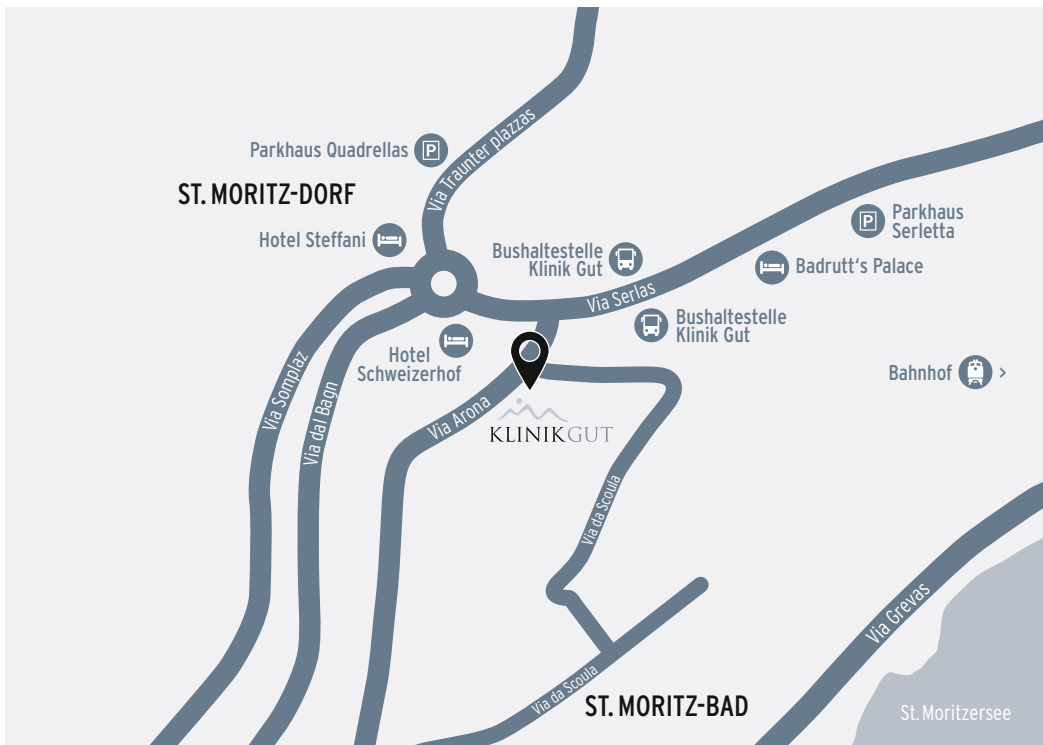 Via Traunter plazzas
Parkhaus Quadrellas
P
ST. MORITZ-DORF
Hotel Steffani
Bushaltestelle
Klinik Gut
Via Serlas
P
Parkhaus
Serletta
Badrutt's Palace
Bushaltestelle
Klinik Gut
Hotel
Schweizerhof
Bahnhof >
Via Somplaz
Via dal Bagn
Via Arona
KLINIKGUT
Via da Scoula
Via Grevas
Via da Scoula
ST. MORITZ-BAD
St. Moritzersee